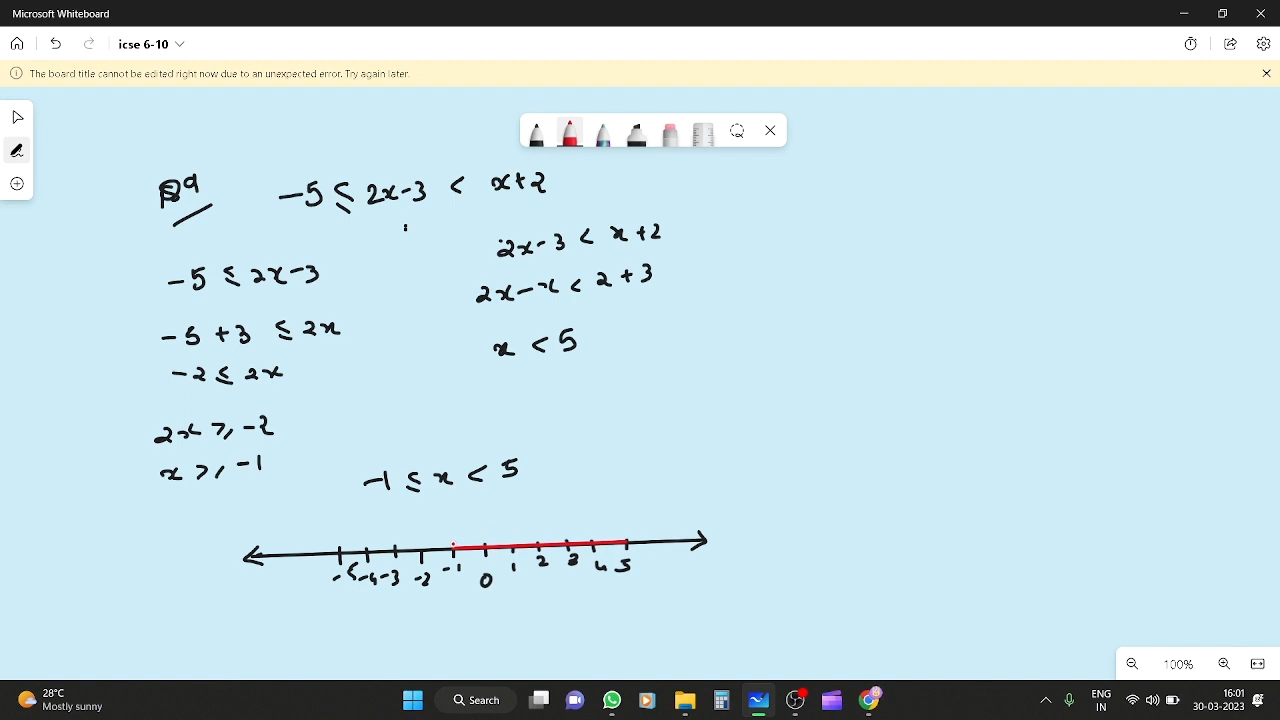 Microsoft Whiteboard
icse 6-10
The board title cannot be edited right now due to an unexpected error. Try again later.
-5 ≤ 2x-3 < x+2
2x-3 < x+2
-5 ≤ 2x-3
2x-x < 2+3
-5+3 ≤ 2x
x < 5
-2 ≤ 2x
2x ≥ -2
x ≥ -1
-1 ≤ x < 5
-5 -4 -3 -2 -1 0 1 2 3 4 5
100%
28°C
Mostly sunny
Search
ENG
IN
16:01
30-03-2023